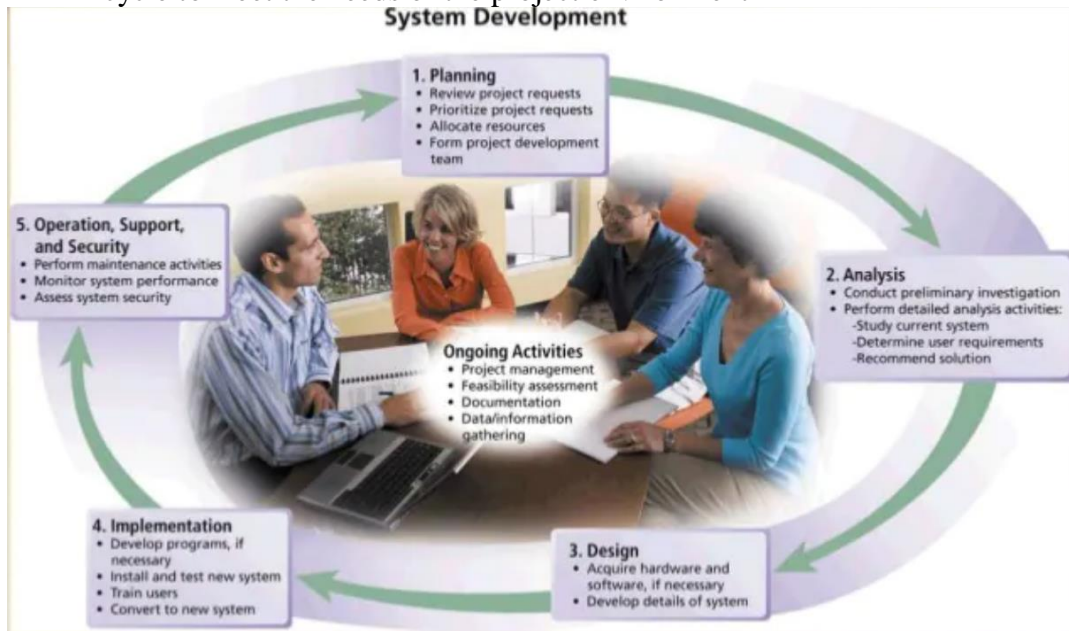 System Development
1. Planning
• Review project requests
• Prioritize project requests
• Allocate resources
• Form project development
team
5. Operation, Support,
and Security
• Perform maintenance activities
• Monitor system performance
• Assess system security
2. Analysis
• Conduct preliminary investigation
• Perform detailed analysis activities:
-Study current system
-Determine user requirements
-Recommend solution
Ongoing Activities
• Project management
• Feasibility assessment
• Documentation
• Data/information
gathering
4. Implementation
• Develop programs, if
necessary
• Install and test new system
• Train users
• Convert to new system
3. Design
• Acquire hardware and
software, if necessary
• Develop details of system